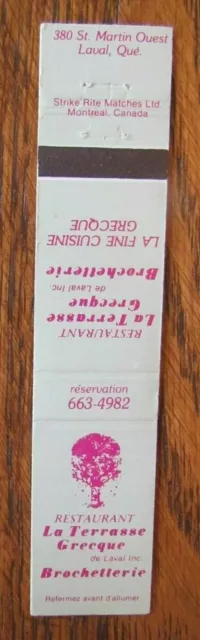 380 St. Martin Ouest
Laval, Qué.
Strike Rite Matches Ltd.
Montreal, Canada
LA FINE CUISINE
GRECQUE
RESTAURANT
La Terrasse
Grecque
de Laval Inc.
Brochetterie
réservation
663-4982
RESTAURANT
La Terrasse
Grecque
de Laval Inc.
Brochetterie
Refermez avant d'allumer